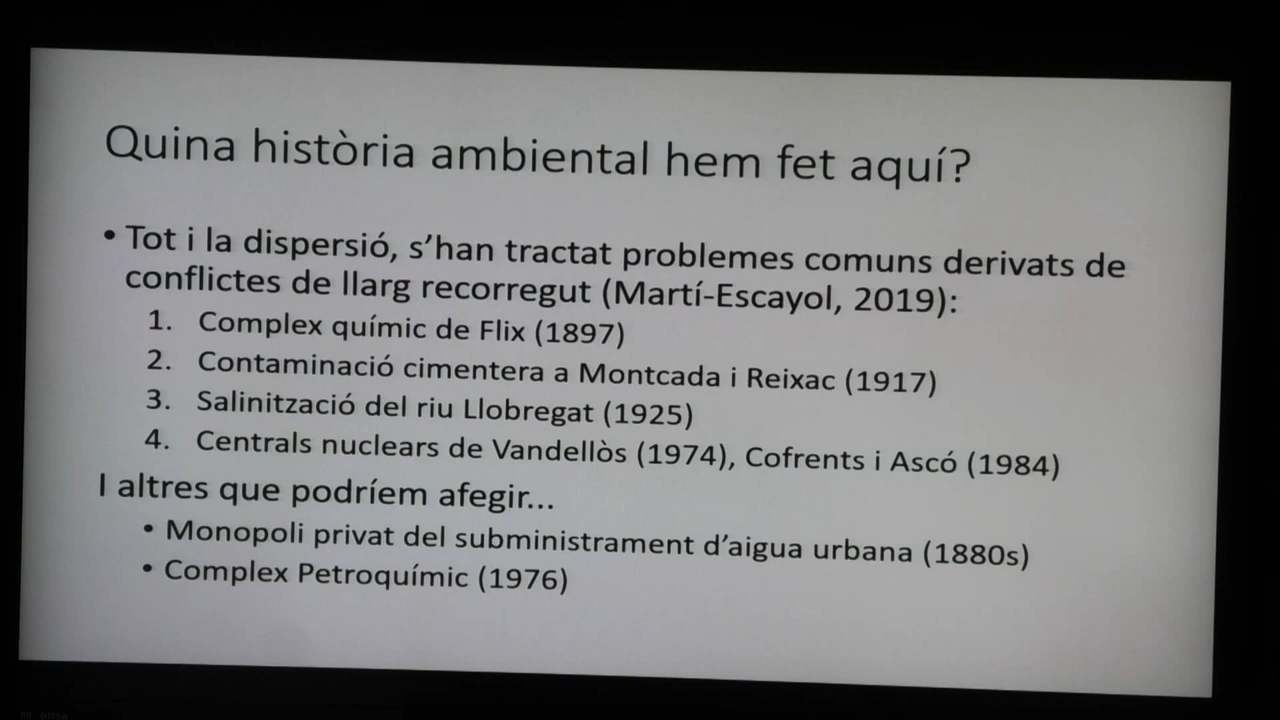 Quina història ambiental hem fet aquí?
• Tot i la dispersió, s'han tractat problemes comuns derivats de
conflictes de llarg recorregut (Martí-Escayol, 2019):
1. Complex químic de Flix (1897)
2. Contaminació cimentera a Montcada i Reixac (1917)
3. Salinització del riu Llobregat (1925)
4. Centrals nuclears de Vandellòs (1974), Cofrents i Ascó (1984)
I altres que podríem afegir...
• Monopoli privat del subministrament d'aigua urbana (1880s)
• Complex Petroquímic (1976)